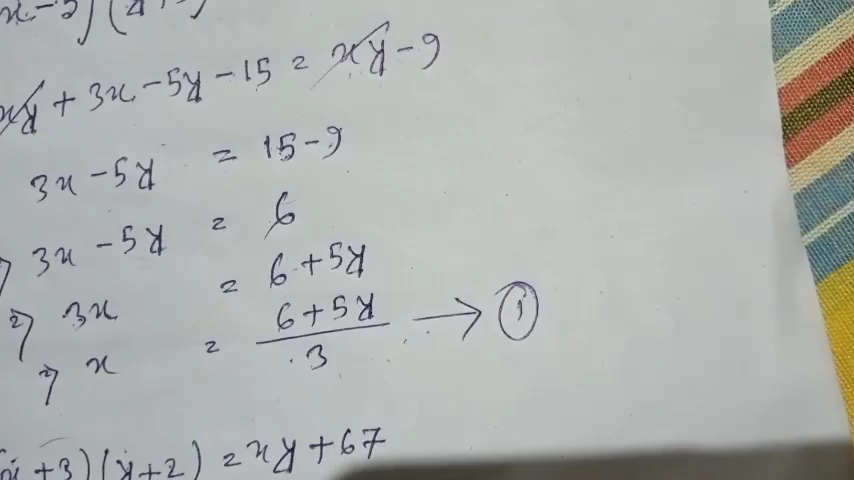 xy + 3x - 5y - 15 = xy - 9
3x - 5y = 15 - 9
3x - 5y = 6
⇒ 3x = 6 + 5y
⇒ x = (6 + 5y)/3 → ①
(x + 3)(y + 2) = xy + 67